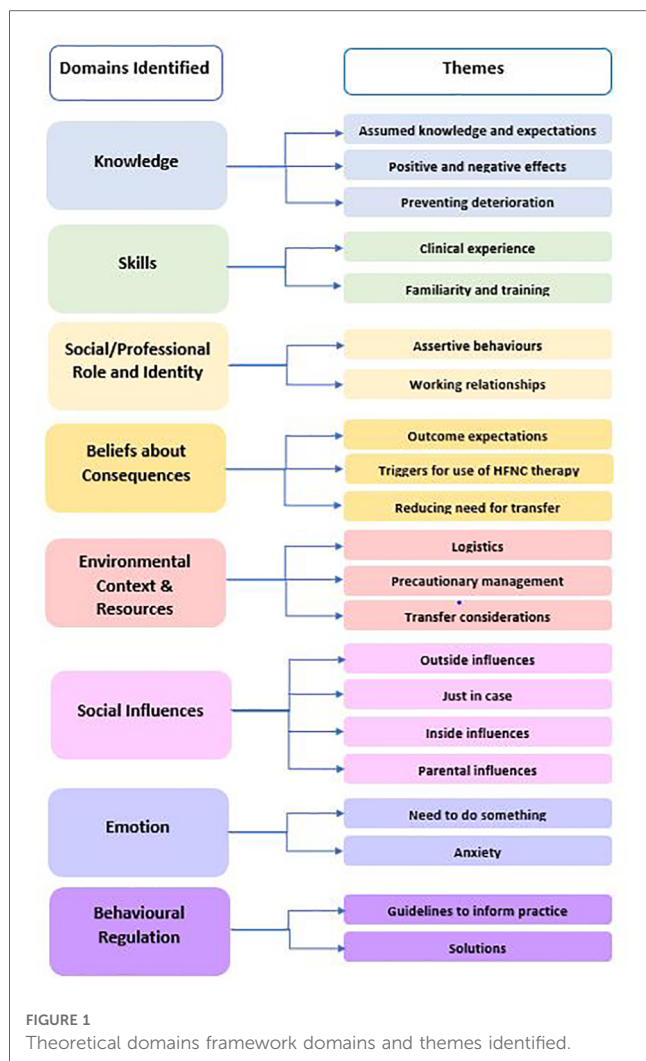 Domains Identified
Themes
Knowledge
Assumed knowledge and expectations
Positive and negative effects
Preventing deterioration
Skills
Clinical experience
Familiarity and training
Social/Professional
Role and Identity
Assertive behaviours
Working relationships
Beliefs about
Consequences
Outcome expectations
Triggers for use of HFNC therapy
Reducing need for transfer
Environmental
Context &
Resources
Logistics
Precautionary management
Transfer considerations
Social Influences
Outside influences
Just in case
Inside influences
Parental influences
Emotion
Need to do something
Anxiety
Behavioural
Regulation
Guidelines to inform practice
Solutions
FIGURE 1
Theoretical domains framework domains and themes identified.